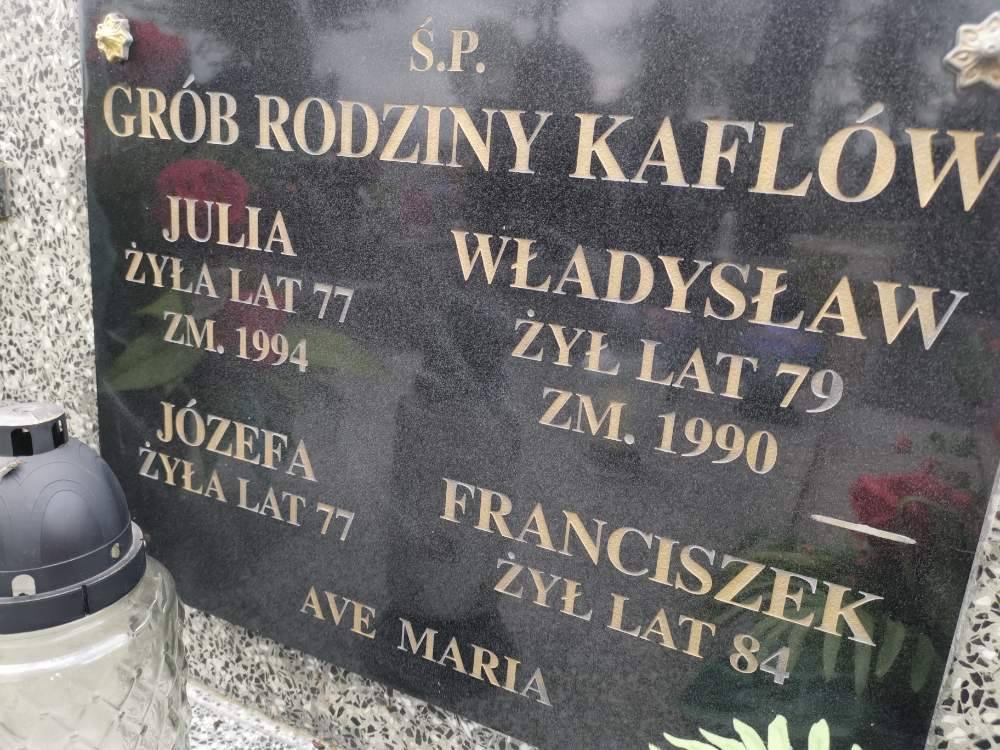 Ś.P.
GRÓB RODZINY KAFLÓW
JULIA
ŻYŁA LAT 77
ZM. 1994
WŁADYSŁAW
ŻYŁ LAT 79
ZM. 1990
JÓZEFA
ŻYŁA LAT 77
FRANCISZEK
ŻYŁ LAT 84
AVE MARIA